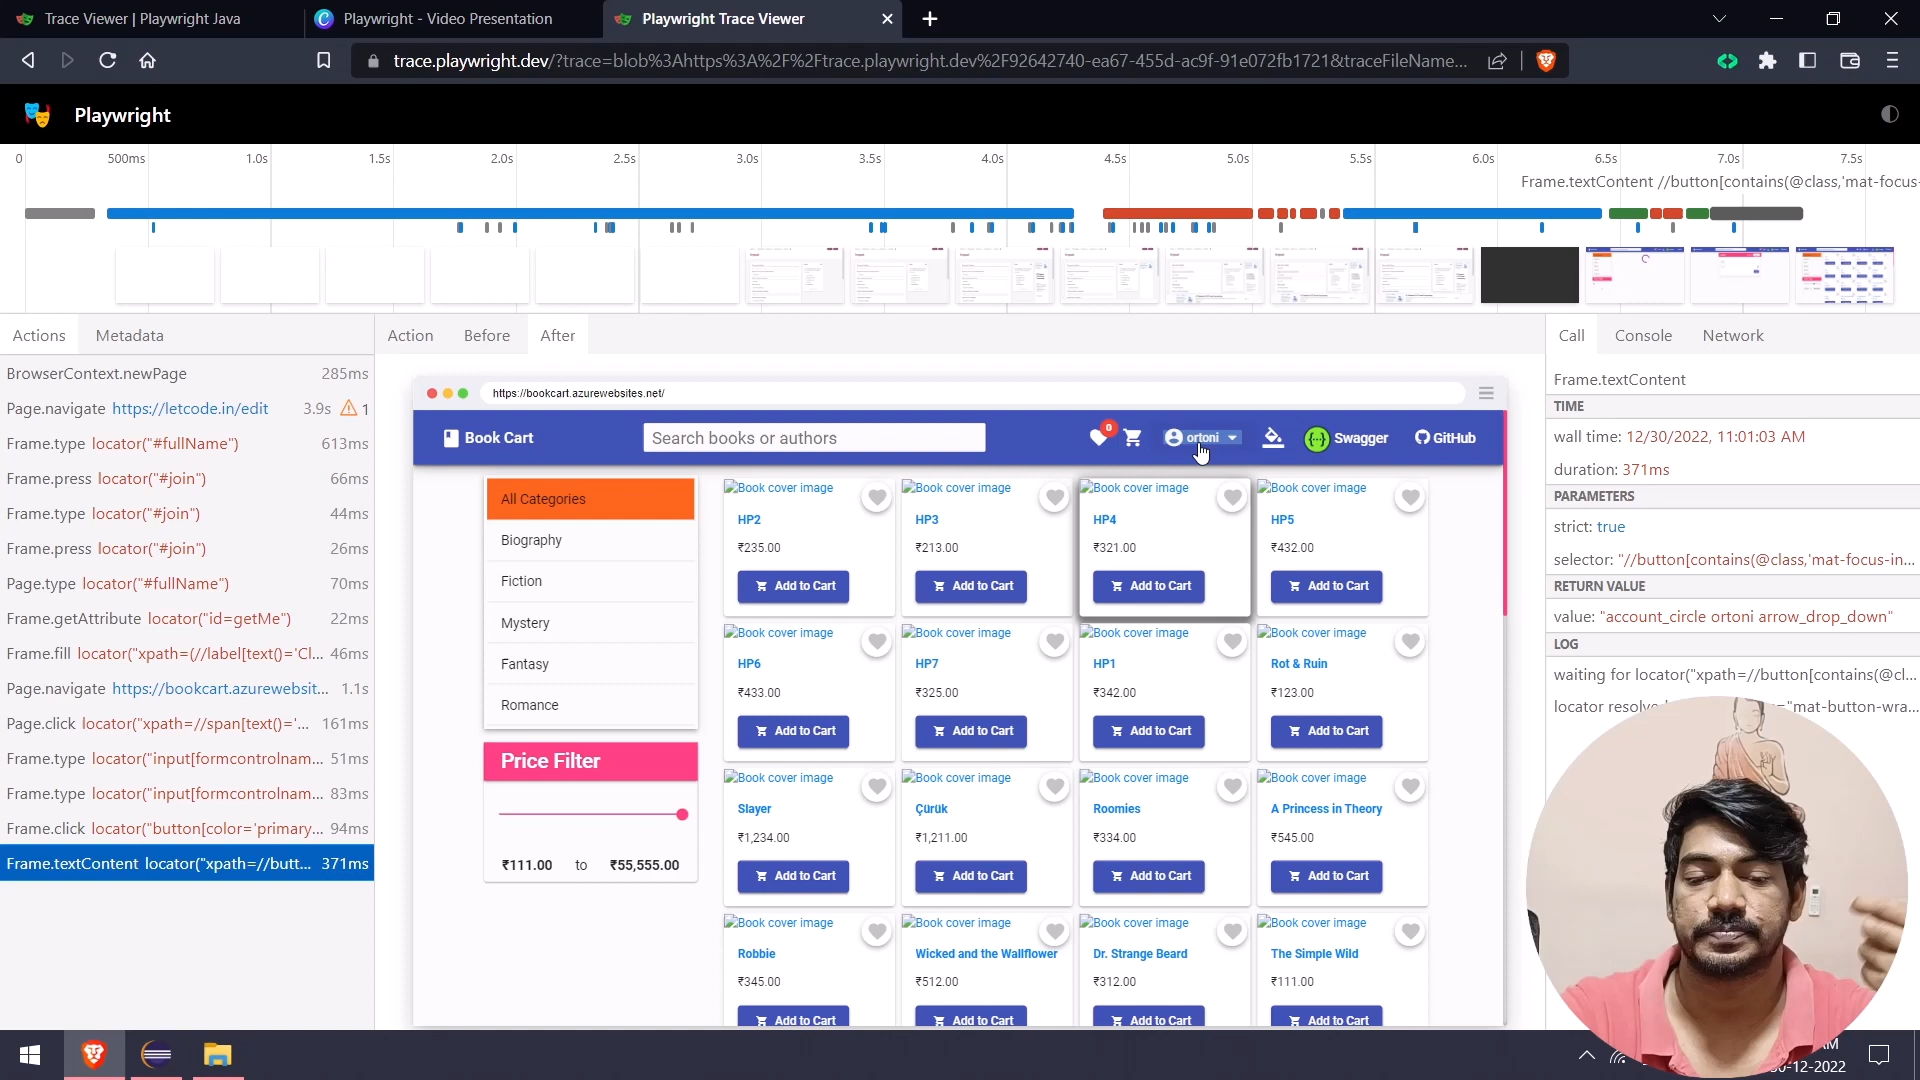 Trace Viewer | Playwright Java
Playwright - Video Presentation
Playwright Trace Viewer
trace.playwright.dev/?trace=blob%3Ahttps%3A%2F%2Ftrace.playwright.dev%2F92642740-ea67-455d-ac9f-91e072fb1721&traceFileName...
Playwright
0 500ms 1.0s 1.5s 2.0s 2.5s 3.0s 3.5s 4.0s 4.5s 5.0s 5.5s 6.0s 6.5s 7.0s 7.5s
Frame.textContent //button[contains(@class,'mat-focus-
Actions Metadata
BrowserContext.newPage 285ms
Page.navigate https://letcode.in/edit 3.9s 1
Frame.type locator("#fullName") 613ms
Frame.press locator("#join") 66ms
Frame.type locator("#join") 44ms
Frame.press locator("#join") 26ms
Page.type locator("#fullName") 70ms
Frame.getAttribute locator("id=getMe") 22ms
Frame.fill locator("xpath=(//label[text()='Cl... 46ms
Page.navigate https://bookcart.azurewebsit... 1.1s
Page.click locator("xpath=//span[text()='... 161ms
Frame.type locator("input[formcontrolnam... 51ms
Frame.type locator("input[formcontrolnam... 83ms
Frame.click locator("button[color='primary... 94ms
Frame.textContent locator("xpath=//butt... 371ms
Action Before After
https://bookcart.azurewebsites.net/
Book Cart
Search books or authors
0
ortoni
Swagger
GitHub
All Categories
Biography
Fiction
Mystery
Fantasy
Romance
Price Filter
₹111.00 to ₹55,555.00
Book cover image Book cover image Book cover image Book cover image
HP2 HP3 HP4 HP5
₹235.00 ₹213.00 ₹321.00 ₹432.00
Add to Cart Add to Cart Add to Cart Add to Cart
Book cover image Book cover image Book cover image Book cover image
HP6 HP7 HP1 Rot & Ruin
₹433.00 ₹325.00 ₹342.00 ₹123.00
Add to Cart Add to Cart Add to Cart Add to Cart
Book cover image Book cover image Book cover image Book cover image
Slayer Çürük Roomies A Princess in Theory
₹1,234.00 ₹1,211.00 ₹334.00 ₹545.00
Add to Cart Add to Cart Add to Cart Add to Cart
Book cover image Book cover image Book cover image Book cover image
Robbie Wicked and the Wallflower Dr. Strange Beard The Simple Wild
₹345.00 ₹512.00 ₹312.00 ₹111.00
Add to Cart Add to Cart Add to Cart Add to Cart
Call Console Network
Frame.textContent
TIME
wall time: 12/30/2022, 11:01:03 AM
duration: 371ms
PARAMETERS
strict: true
selector: "//button[contains(@class,'mat-focus-in...
RETURN VALUE
value: "account_circle ortoni arrow_drop_down"
LOG
waiting for locator("xpath=//button[contains(@cl...
locator resolve ="mat-button-wra...
AM
30-12-2022